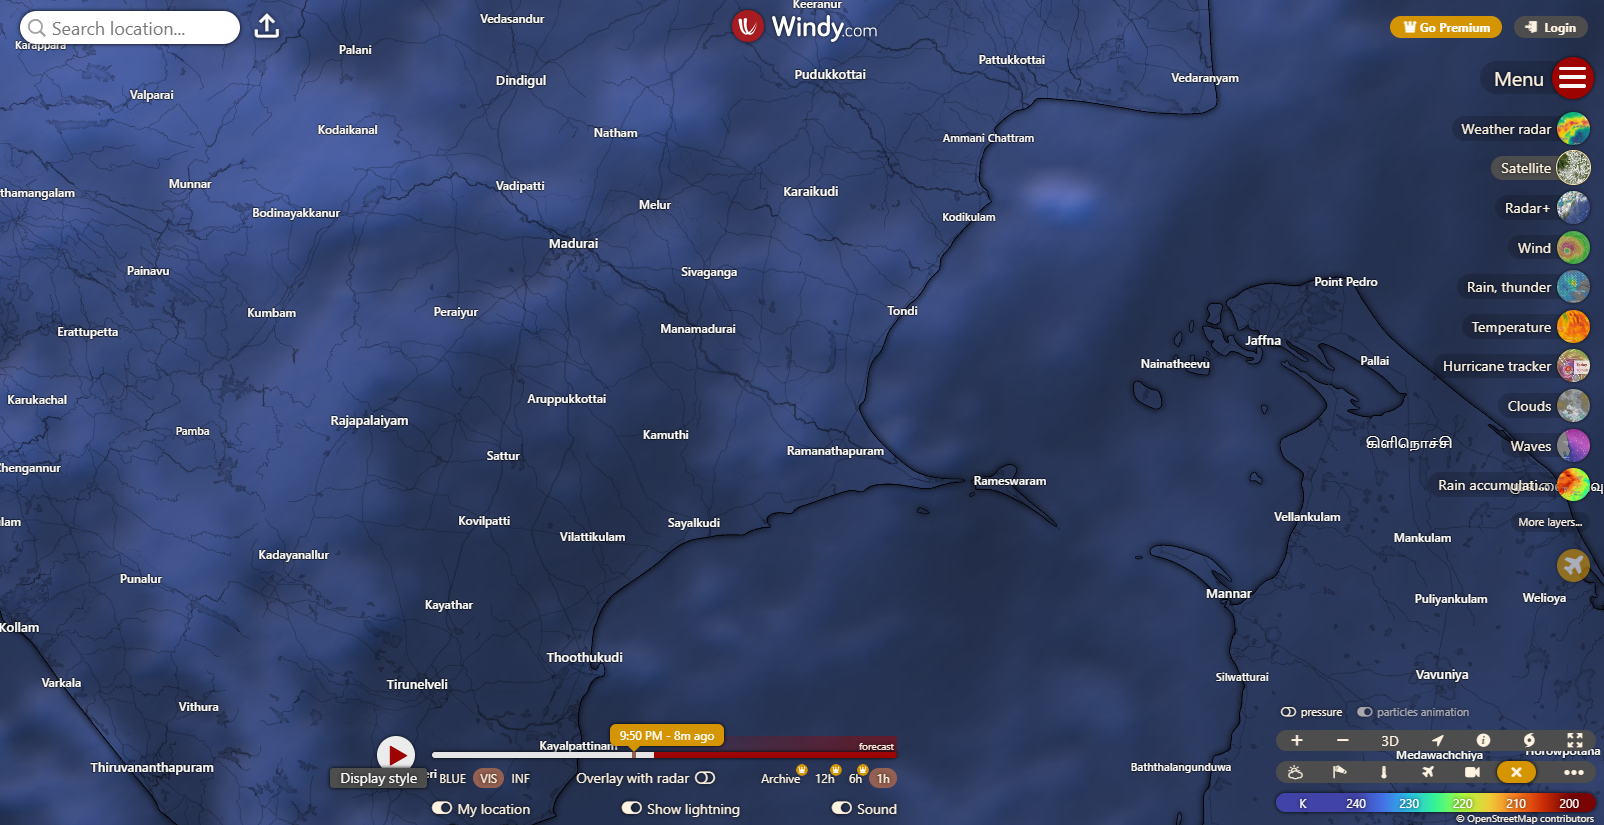 Search location...
Windy.com
Go Premium
Login
Menu
Weather radar
Satellite
Radar+
Wind
Rain, thunder
Temperature
Hurricane tracker
Clouds
Waves
Rain accumulati...
More layers...
Keeranur
Vedasandur
Karappara
Palani
Pattukkottai
Pudukkottai
Vedaranyam
Dindigul
Valparai
Kodaikanal
Natham
Ammani Chattram
Munnar
Vadipatti
thamangalam
Karaikudi
Melur
Bodinayakkanur
Kodikulam
Madurai
Painavu
Sivaganga
Point Pedro
Kumbam
Peraiyur
Tondi
Erattupetta
Manamadurai
Jaffna
Nainatheevu
Pallai
Karukachal
Aruppukkottai
Rajapalaiyam
Pamba
Kamuthi
கிளிநொச்சி
Sattur
Ramanathapuram
Chengannur
Rameswaram
lam
Kovilpatti
Sayalkudi
Vellankulam
Vilattikulam
Mankulam
Kadayanallur
Punalur
Mannar
Welioya
Kayathar
Puliyankulam
Kollam
Thoothukudi
Vavuniya
Silwatturai
Varkala
Tirunelveli
Vithura
Kayalpattinam
Thiruvananthapuram
Baththalangunduwa
Medawachchiya
Horowpotana
9:50 PM - 8m ago
forecast
Display style
eri
BLUE VIS INF
Overlay with radar
Archive 12h 6h 1h
My location
Show lightning
Sound
pressure
particles animation
3D
K 240 230 220 210 200
© OpenStreetMap contributors